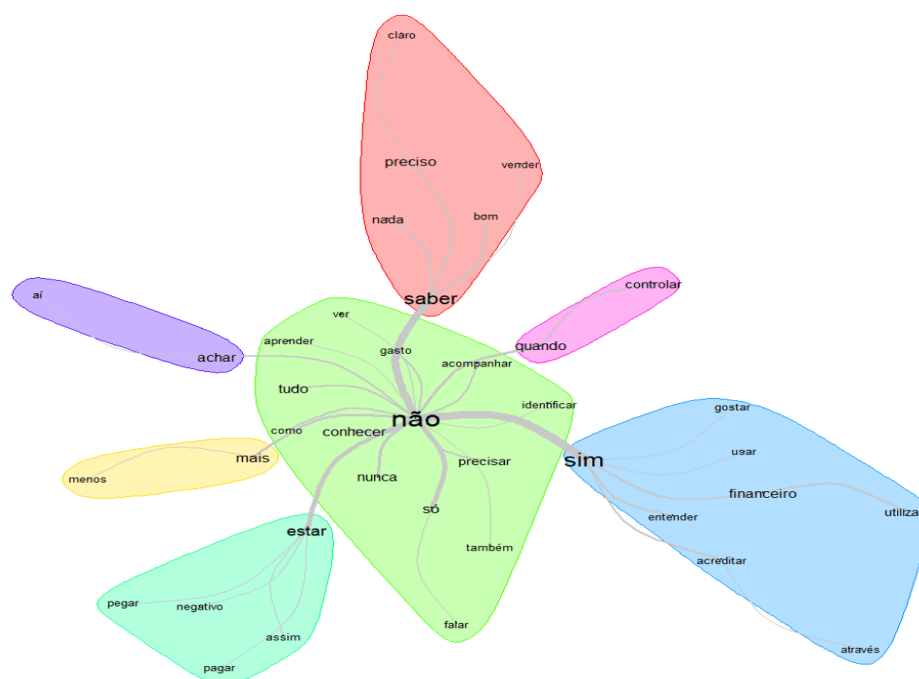 claro
preciso
vender
nada
bom
saber
controlar
aí
ver
aprender
gasto
quando
achar
acompanhar
tudo
não
identificar
gostar
como
conhecer
usar
mais
precisar
sim
menos
nunca
financeiro
só
utiliza
entender
estar
também
acreditar
pegar
negativo
falar
assim
através
pagar